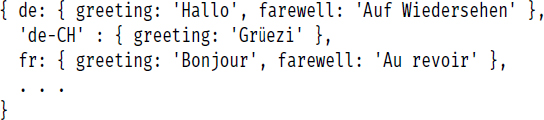 { de: { greeting: 'Hallo', farewell: 'Auf Wiedersehen' },
  'de-CH' : { greeting: 'Grüezi' },
  fr: { greeting: 'Bonjour', farewell: 'Au revoir' },
  . . .
}